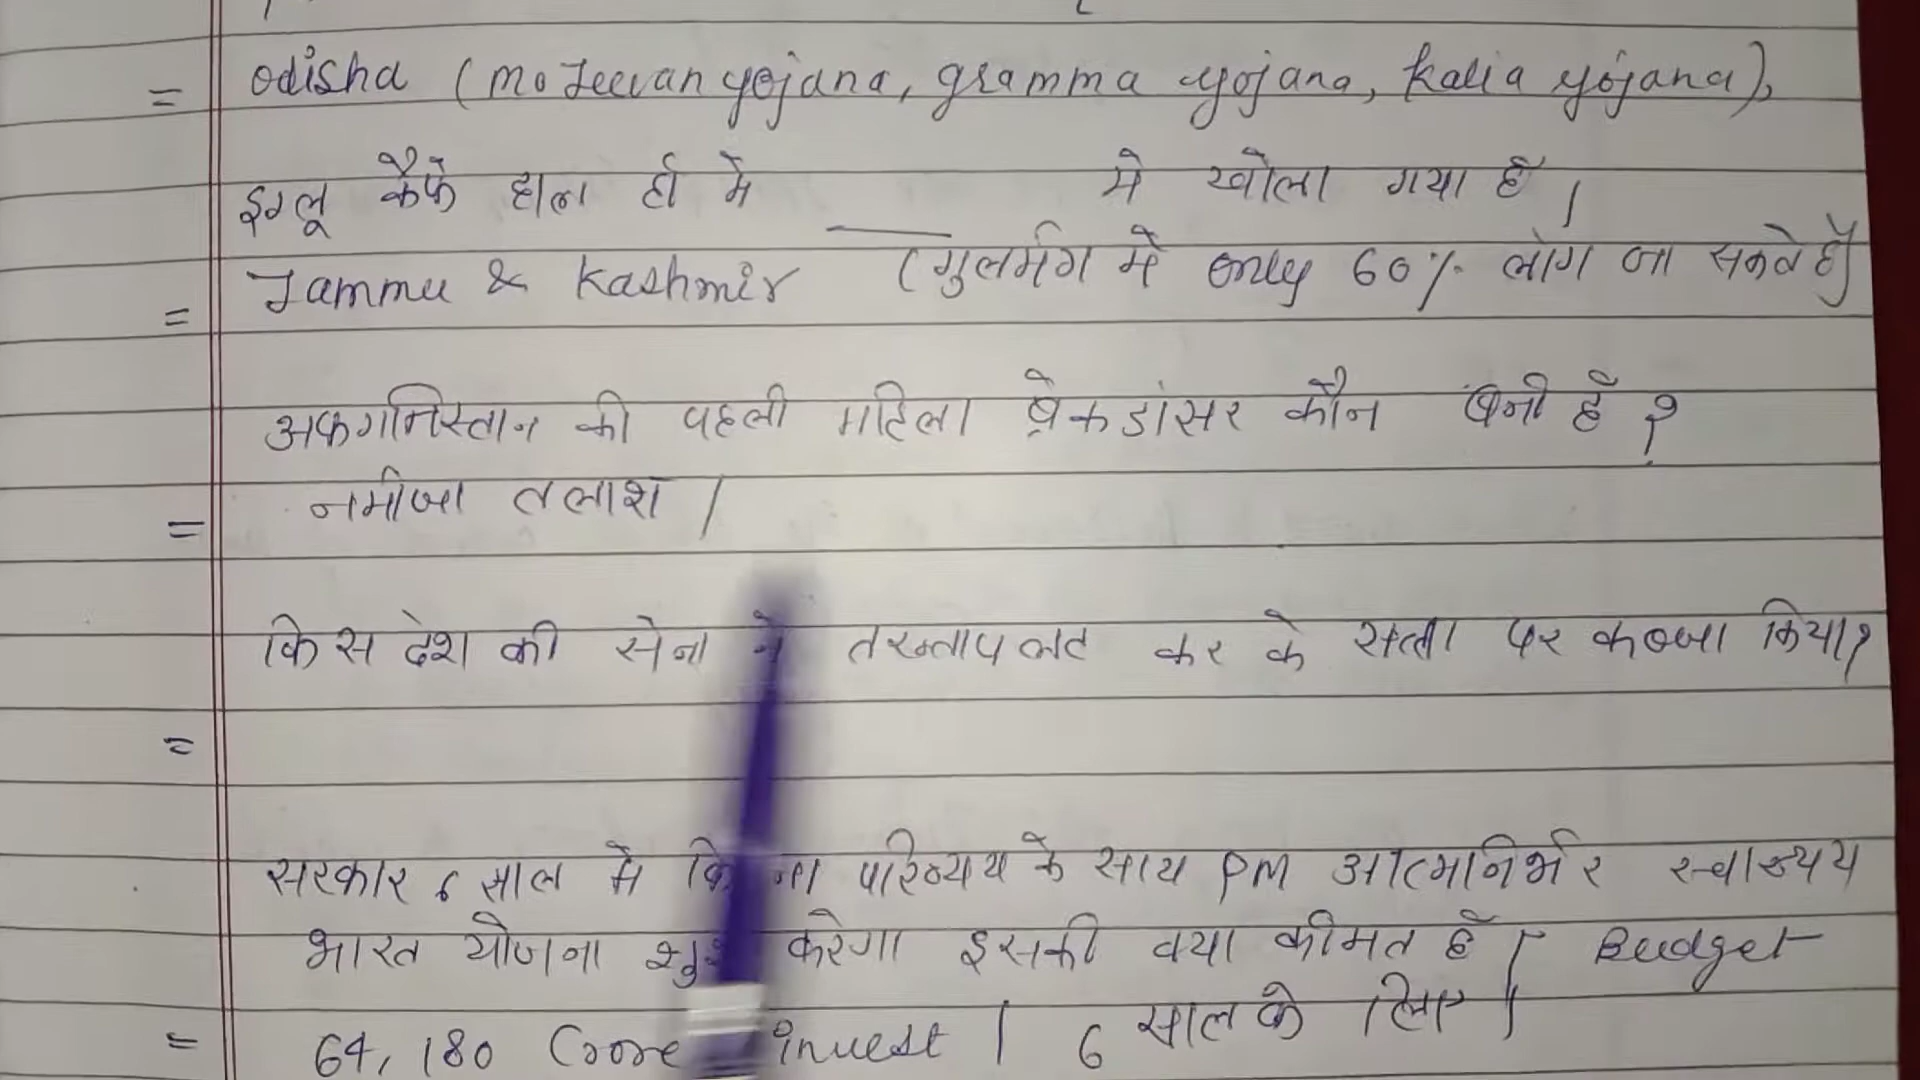 = odisha (mo Jeevan yojana, gramma yojana, kalia yojana),
इग्लू कैफे हाल ही मे ____ मे खोला गया है |
= Jammu & Kashmir (गुलमर्ग मे only 60% लोग जा सकते है)
अफगानिस्तान की पहली महिला ब्रेकडांसर कौन बनी है ?
= नमीजा तलाश |
किस देश की सेना ने तख्तापलट कर के सत्ता पर कब्जा किया?
=
सरकार 6 साल मे परिव्यय के साथ PM आत्मनिर्भर
भारत योजना करेगा इसकी क्या कीमत है | Budget
= 64,180 Crore invest | 6 साल के लिए |